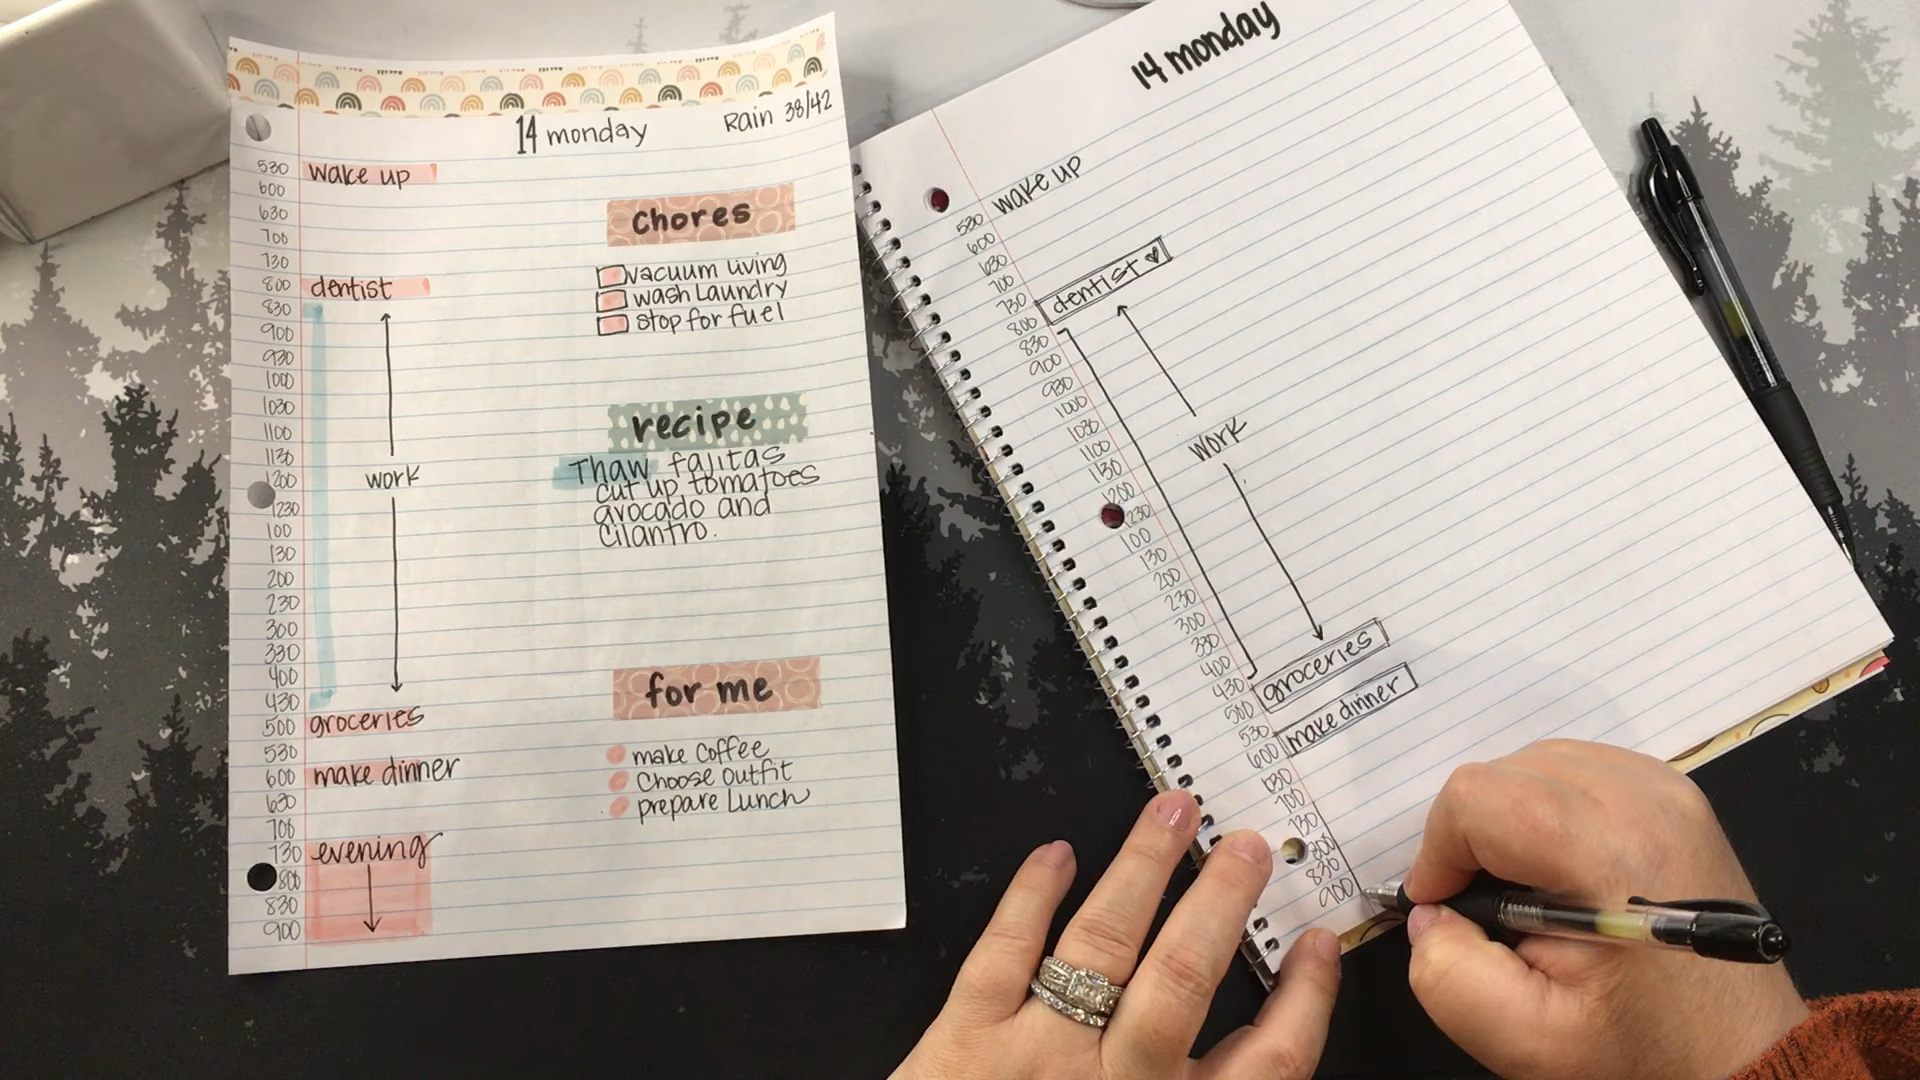 14 monday
Rain 38/42
530 wake up
600
630
700
730
800 dentist
830
900
930
1000
1030
1100
1130
1200 work
1230
100
130
200
230
300
330
400
430
500 groceries
530
600 make dinner
630
700
730 evening
800
830
900
chores
vacuum living
wash laundry
stop for fuel
recipe
Thaw fajitas
cut up tomatoes
avocado and
cilantro.
for me
make coffee
choose outfit
prepare lunch
14 monday
530 wake up
600
630
700
730
800 dentist
830
900
930
1000
1030
1100
1130 work
1200
1230
100
130
200
230
300
330
400
430
500 groceries
530
600 make dinner
630
700
730
800
830
900